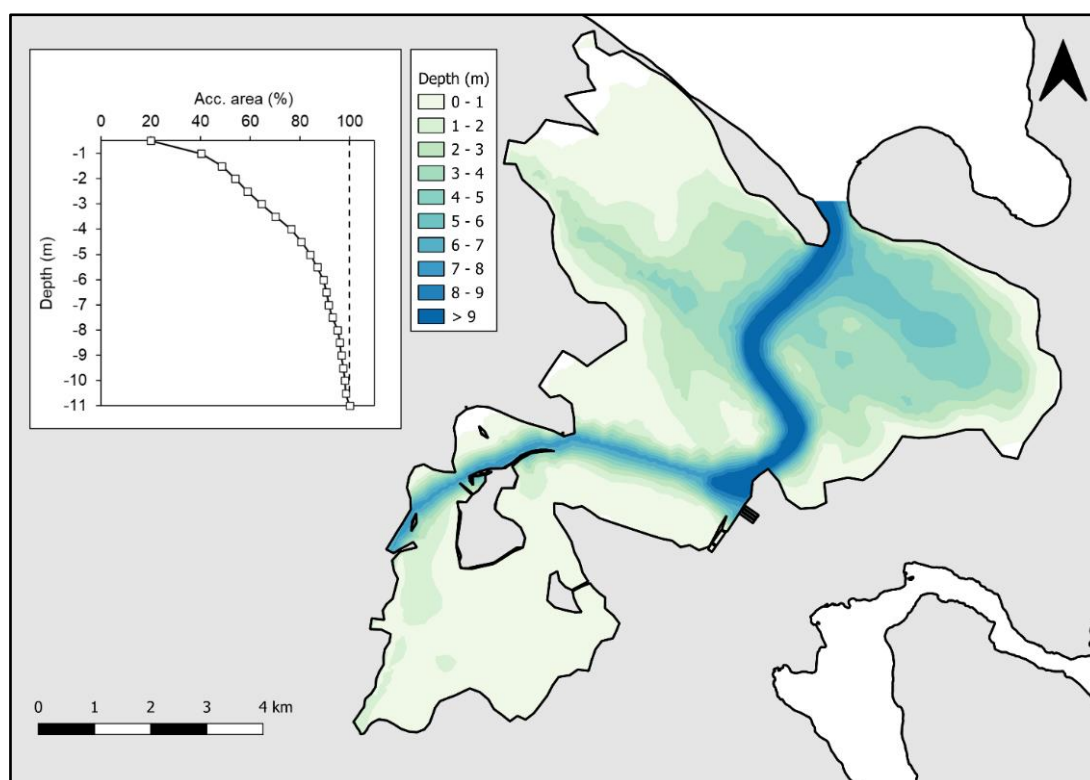 Acc. area (%)
0 20 40 60 80 100
Depth (m)
-1
-2
-3
-4
-5
-6
-7
-8
-9
-10
-11
Depth (m)
0 - 1
1 - 2
2 - 3
3 - 4
4 - 5
5 - 6
6 - 7
7 - 8
8 - 9
> 9
0 1 2 3 4 km